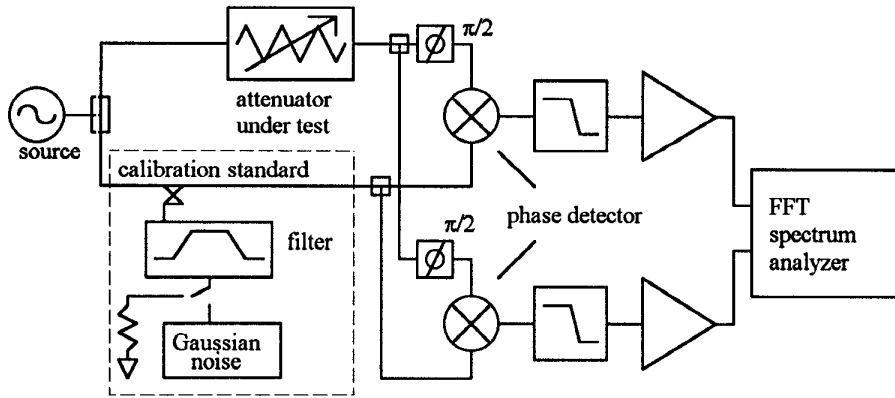 π/2
attenuator
under test
source
calibration standard
filter
Gaussian
noise
phase detector
π/2
FFT
spectrum
analyzer